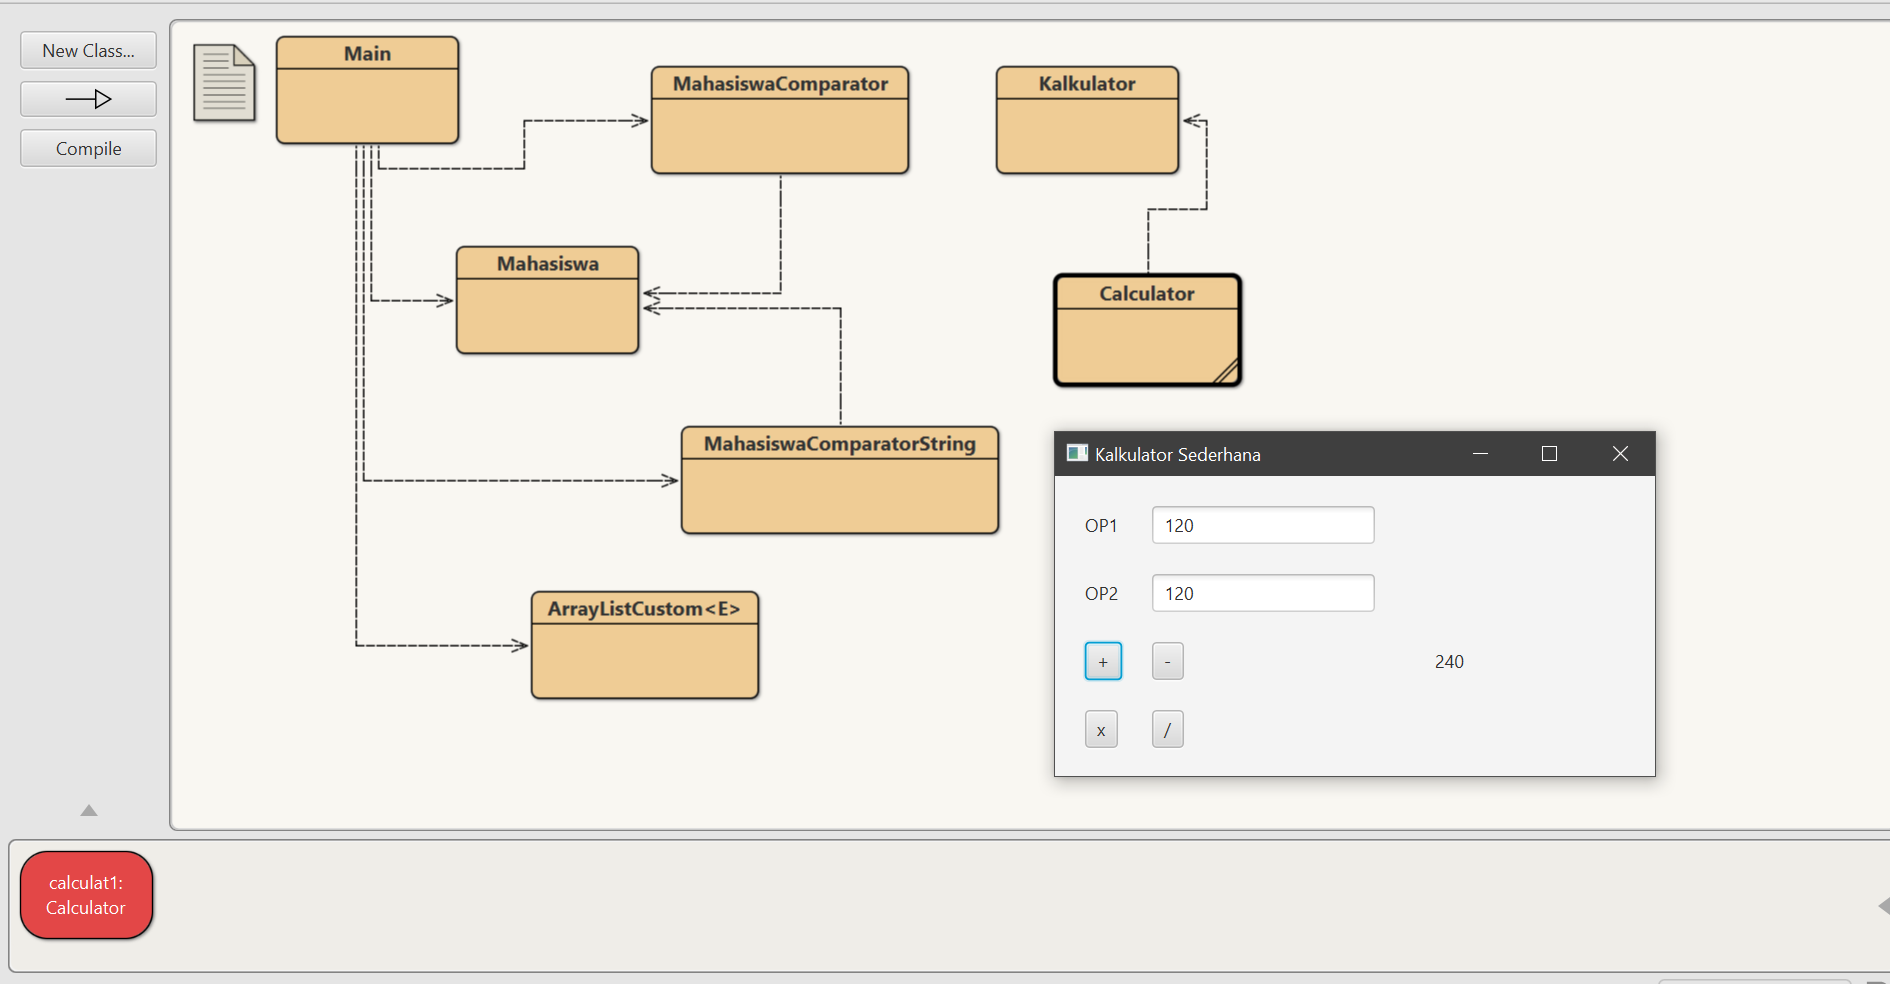 New Class...
Compile
Main
MahasiswaComparator
Kalkulator
Mahasiswa
Calculator
MahasiswaComparatorString
ArrayListCustom<E>
Kalkulator Sederhana
OP1
120
OP2
120
+
-
240
x
/
calculat1:
Calculator